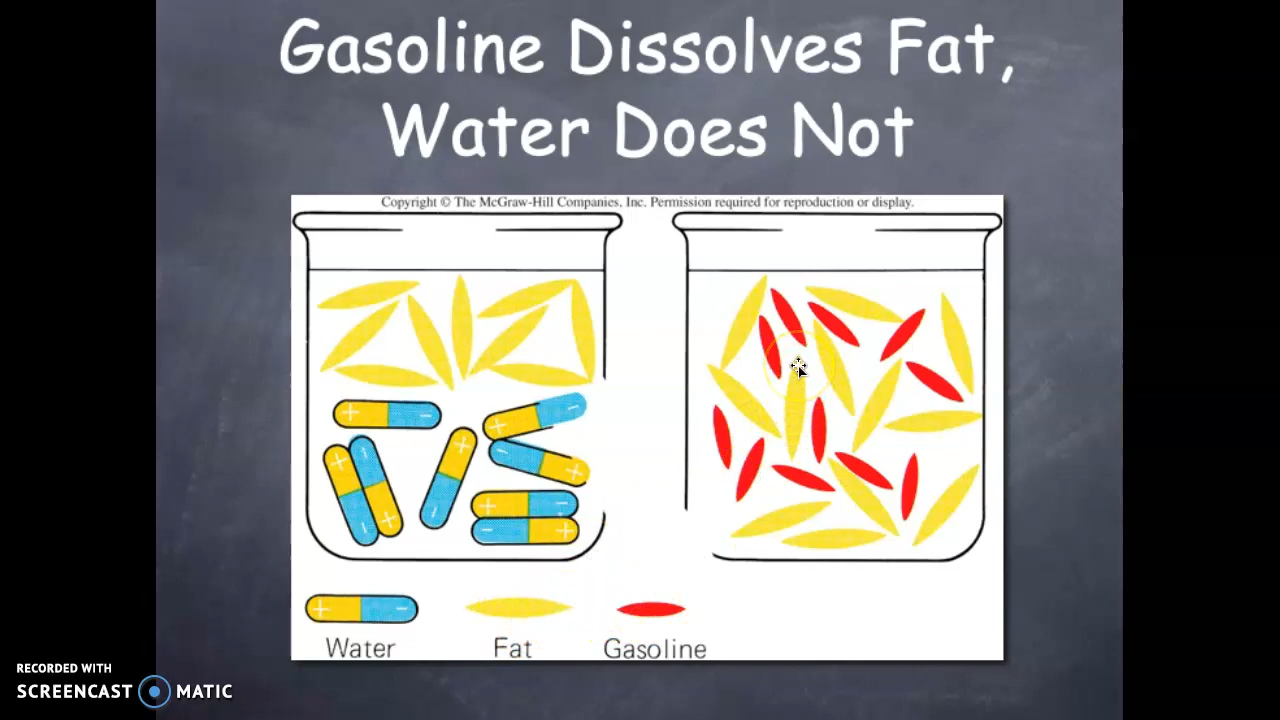 Gasoline Dissolves Fat,
Water Does Not
Copyright © The McGraw-Hill Companies, Inc. Permission required for reproduction or display.
+ -
+ -
- +
+ -
+ -
- +
+ -
- +
+ -
Water Fat Gasoline
RECORDED WITH
SCREENCAST MATIC